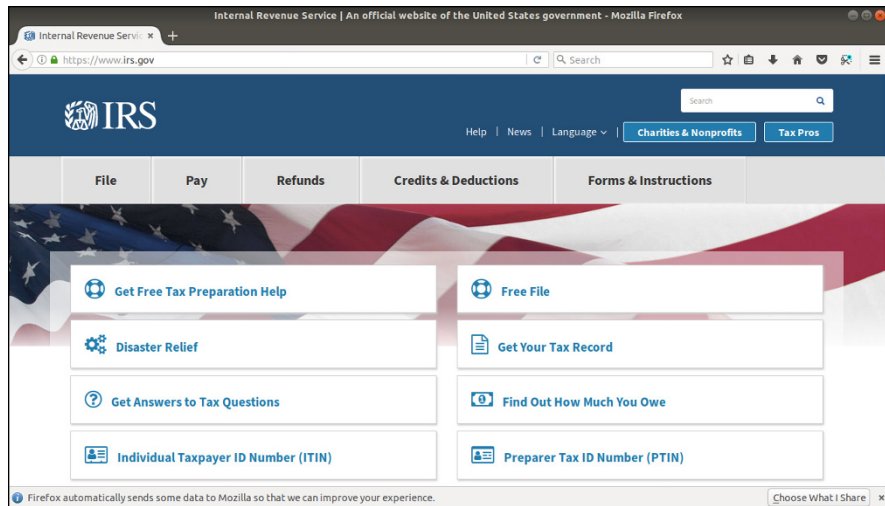 Internal Revenue Service | An official website of the United States government - Mozilla Firefox
Internal Revenue Servic × +
https://www.irs.gov Search
IRS
Search
Help | News | Language | Charities & Nonprofits Tax Pros
File Pay Refunds Credits & Deductions Forms & Instructions
Get Free Tax Preparation Help Free File
Disaster Relief Get Your Tax Record
Get Answers to Tax Questions Find Out How Much You Owe
Individual Taxpayer ID Number (ITIN) Preparer Tax ID Number (PTIN)
Firefox automatically sends some data to Mozilla so that we can improve your experience. Choose What I Share ×